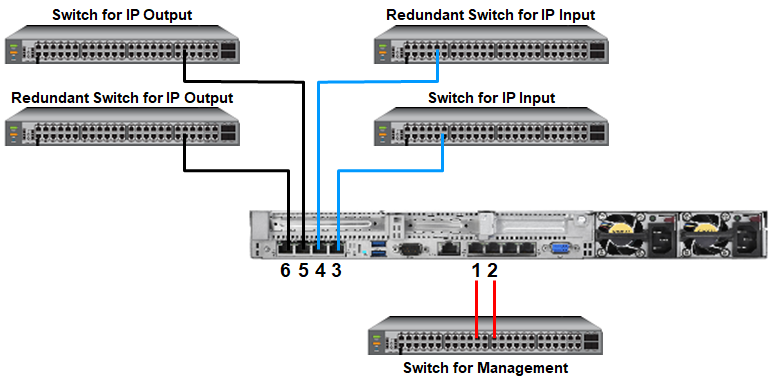 Switch for IP Output
Redundant Switch for IP Input
Redundant Switch for IP Output
Switch for IP Input
6 5 4 3
1 2
Switch for Management